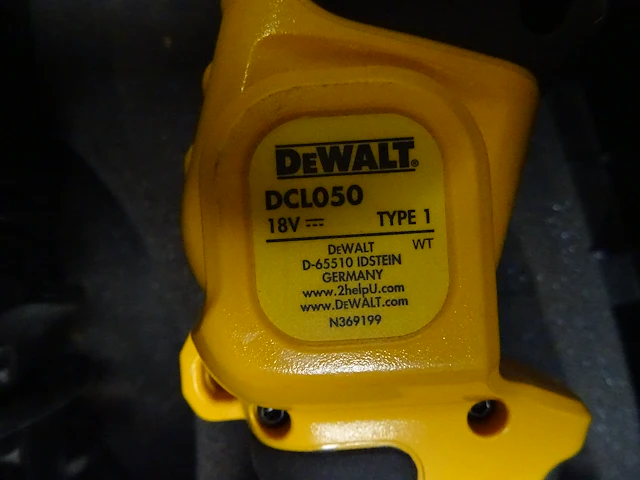 DEWALT®
DCL050
18V ⎓ TYPE 1
WT
DEWALT
D-65510 IDSTEIN
GERMANY
www.2helpU.com
www.DEWALT.com
N369199